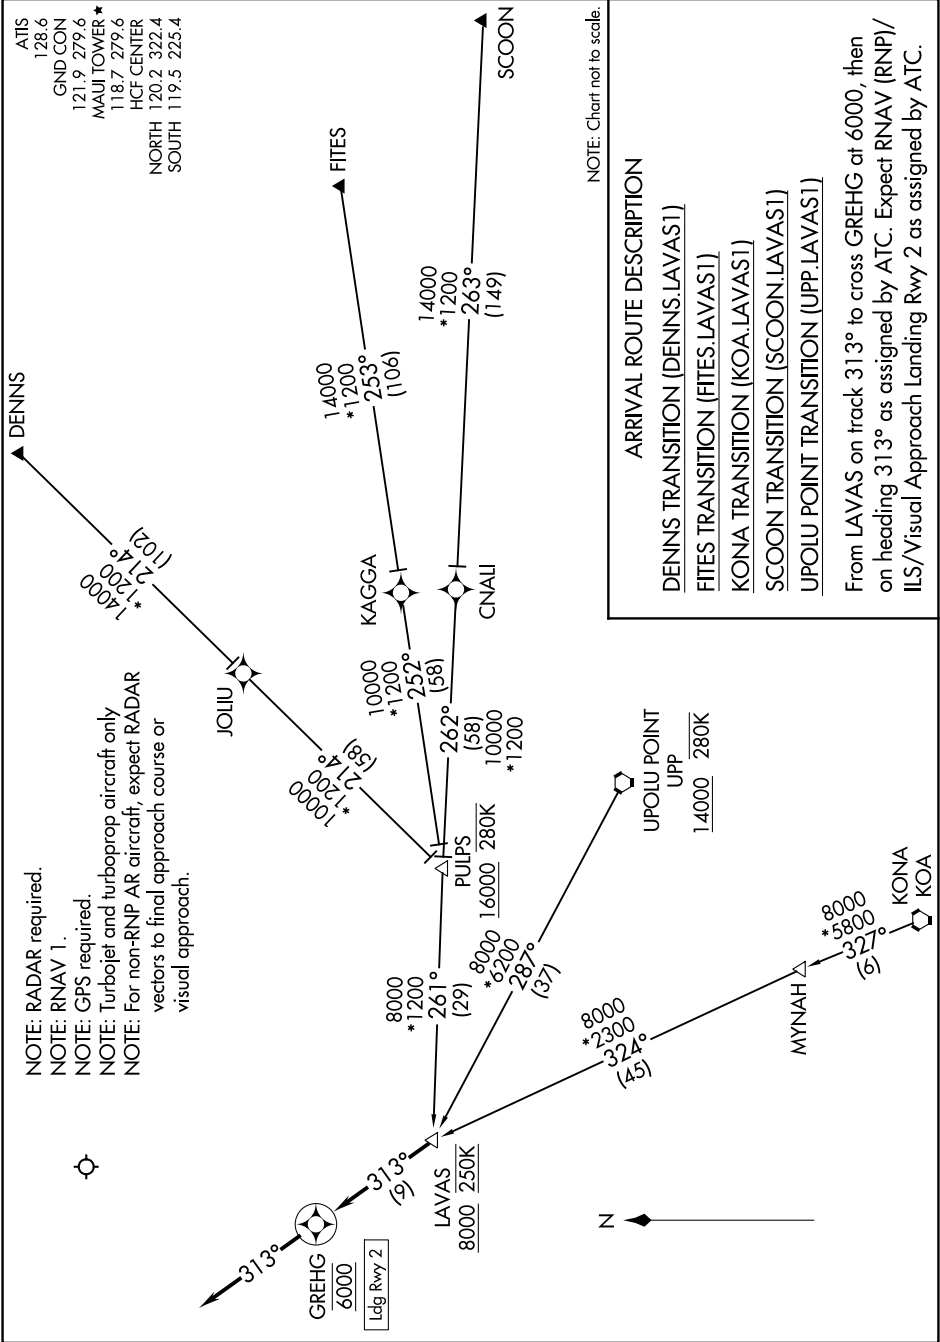 ATIS
128.6
GND CON
121.9 279.6
MAUI TOWER★
118.7 279.6
HCF CENTER
NORTH 120.2 322.4
SOUTH 119.5 225.4
NOTE: RADAR required.
NOTE: RNAV 1.
NOTE: GPS required.
NOTE: Turbojet and turboprop aircraft only
NOTE: For non-RNP AR aircraft, expect RADAR
vectors to final approach course or
visual approach.
DENNS
14000
*1200
214°
(102)
JOLIU
10000
*1200
214°
(58)
FITES
14000
*1200
253°
(106)
KAGGA
10000
*1200
252°
(58)
SCOON
14000
*1200
263°
(149)
CNALI
262°
(58)
10000
*1200
PULPS
16000 280K
8000
*1200
261°
(29)
UPOLU POINT
UPP
14000 280K
8000
*6200
287°
(37)
KONA
KOA
8000
*5800
327°
(6)
MYNAH
8000
*2300
324°
(45)
LAVAS
8000 250K
313°
(9)
GREHG
6000
Ldg Rwy 2
313°
N
NOTE: Chart not to scale.
ARRIVAL ROUTE DESCRIPTION
DENNS TRANSITION (DENNS.LAVAS1)
FITES TRANSITION (FITES.LAVAS1)
KONA TRANSITION (KOA.LAVAS1)
SCOON TRANSITION (SCOON.LAVAS1)
UPOLU POINT TRANSITION (UPP.LAVAS1)
From LAVAS on track 313° to cross GREHG at 6000, then
on heading 313° as assigned by ATC. Expect RNAV (RNP)/
ILS/Visual Approach Landing Rwy 2 as assigned by ATC.